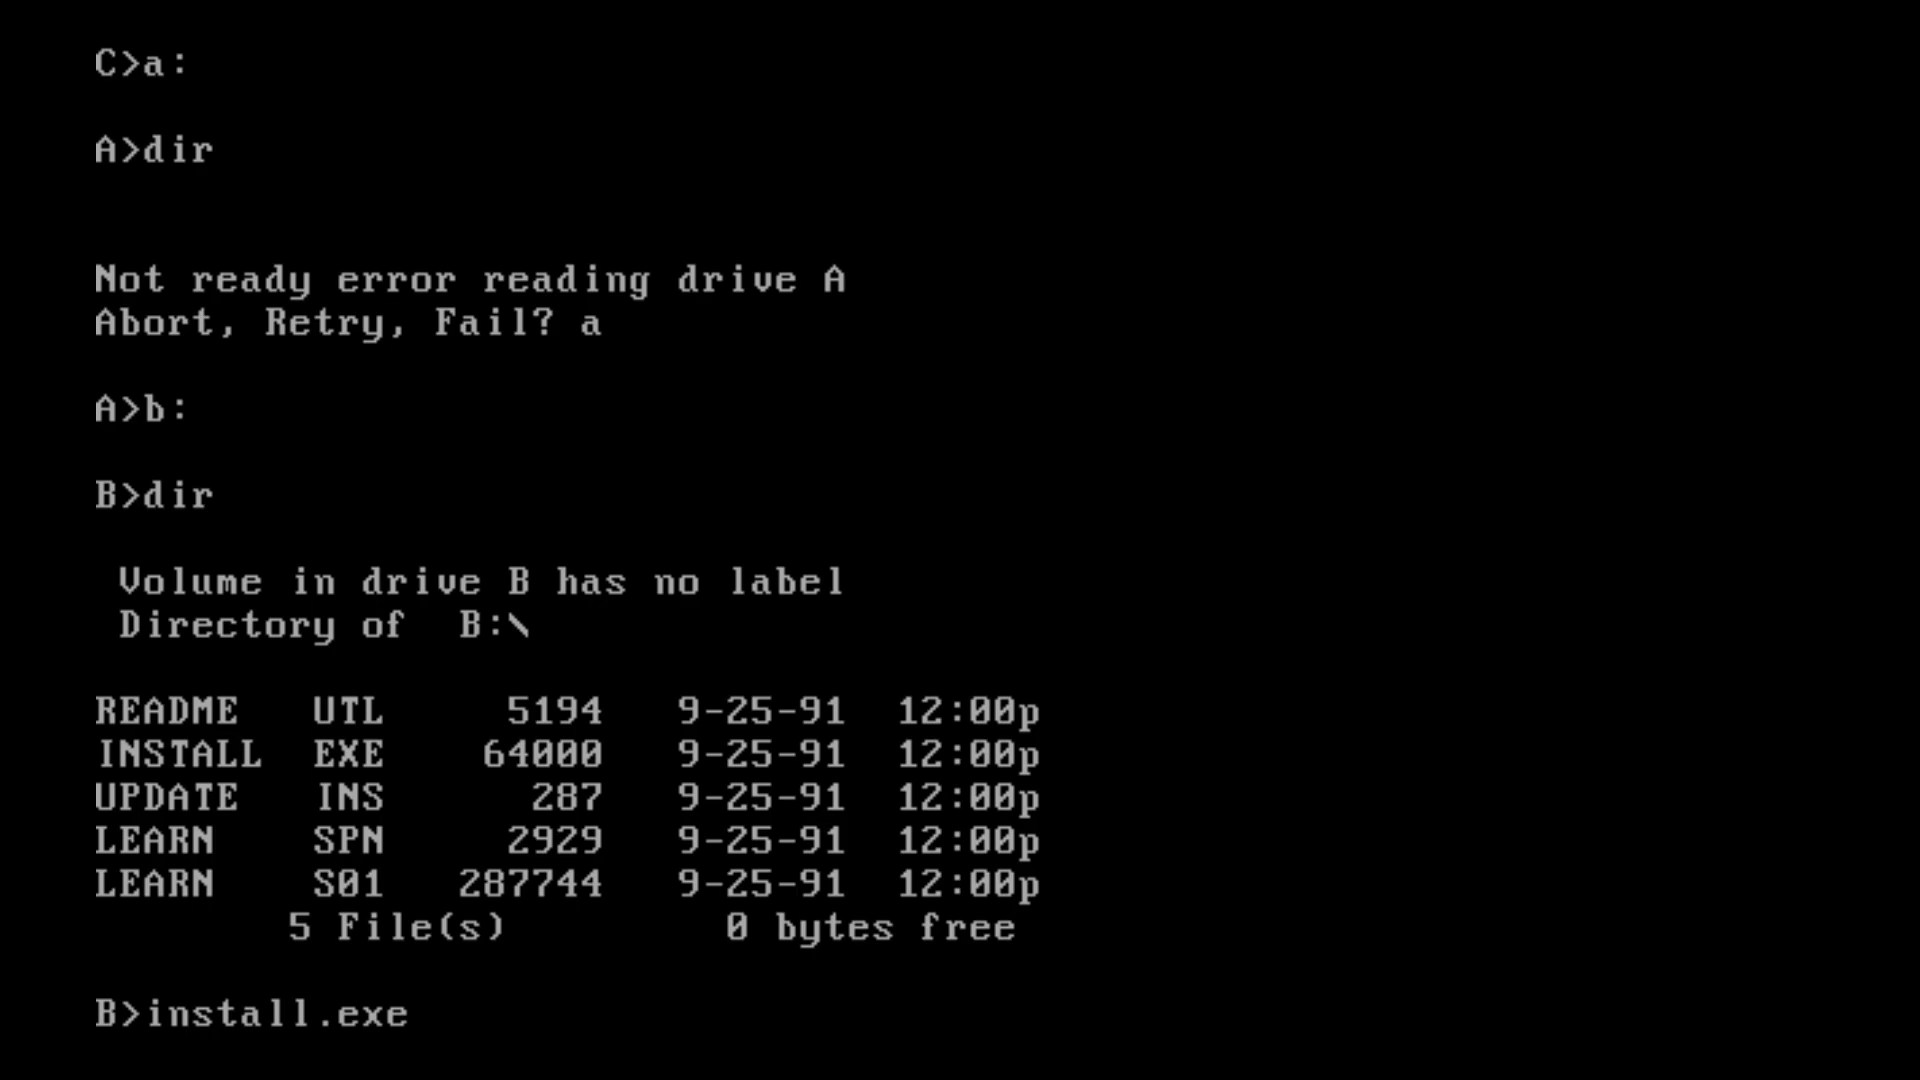 C>a:
A>dir
Not ready error reading drive A
Abort, Retry, Fail? a
A>b:
B>dir
Volume in drive B has no label
Directory of  B:\
README   UTL     5194   9-25-91  12:00p
INSTALL  EXE    64000   9-25-91  12:00p
UPDATE   INS      287   9-25-91  12:00p
LEARN    SPN     2929   9-25-91  12:00p
LEARN    S01   287744   9-25-91  12:00p
5 File(s)         0 bytes free
B>install.exe